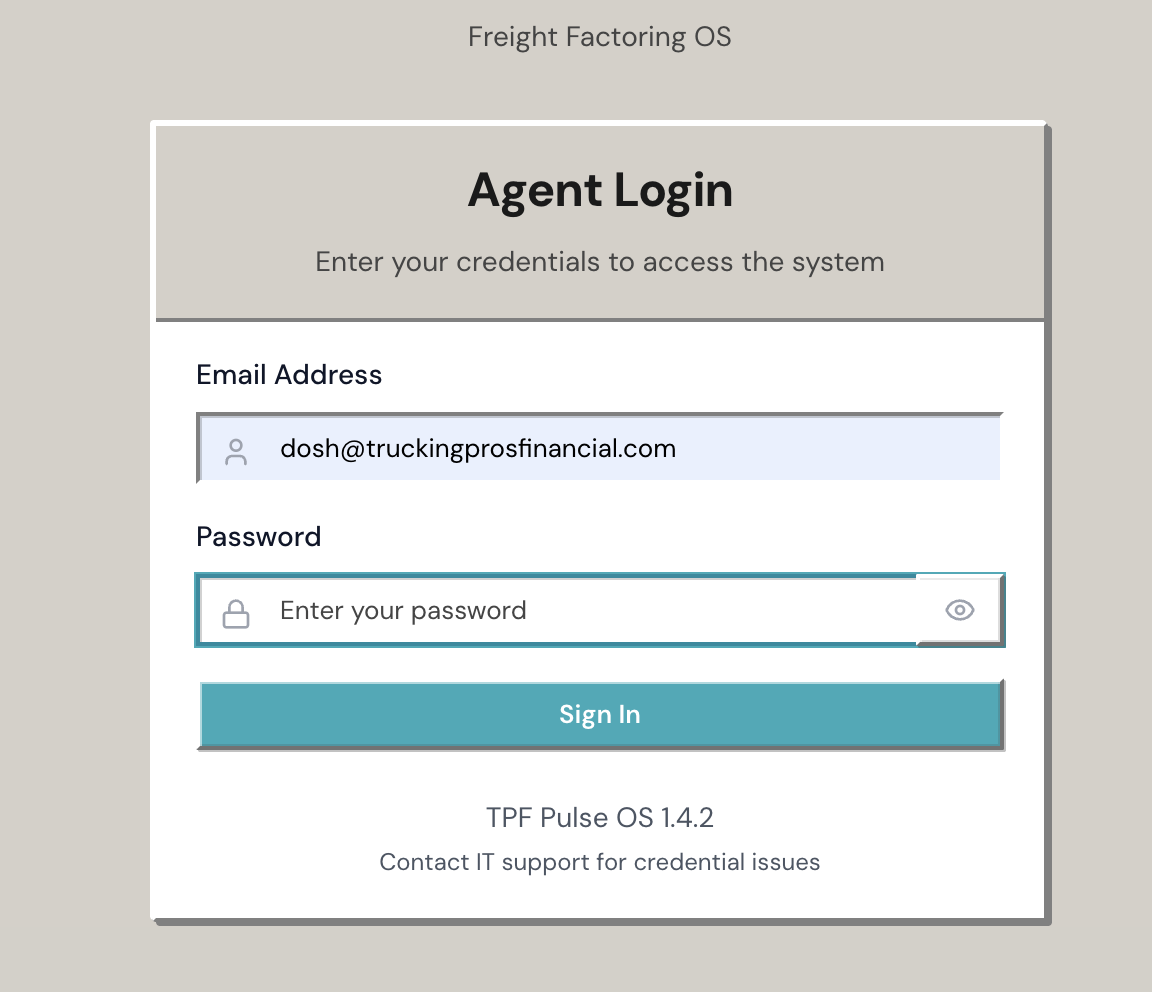 Freight Factoring OS
Agent Login
Enter your credentials to access the system
Email Address
dosh@truckingprosfinancial.com
Password
Enter your password
Sign In
TPF Pulse OS 1.4.2
Contact IT support for credential issues